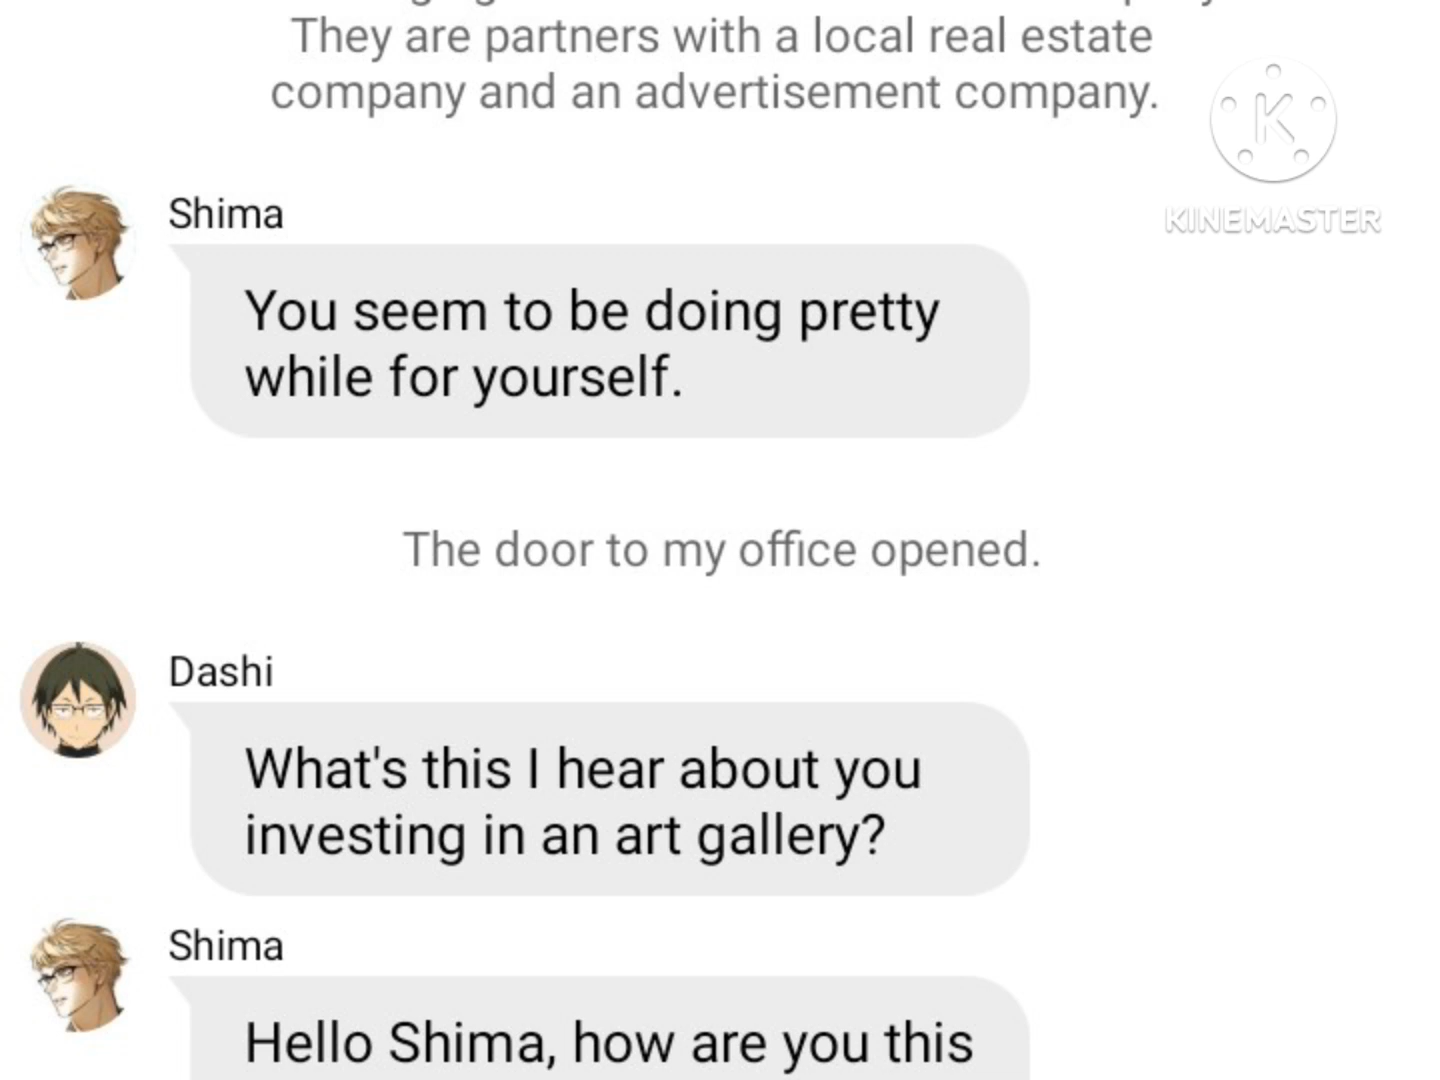 They are partners with a local real estate
company and an advertisement company.
K
KINEMASTER
Shima
You seem to be doing pretty
while for yourself.
The door to my office opened.
Dashi
What's this I hear about you
investing in an art gallery?
Shima
Hello Shima, how are you this